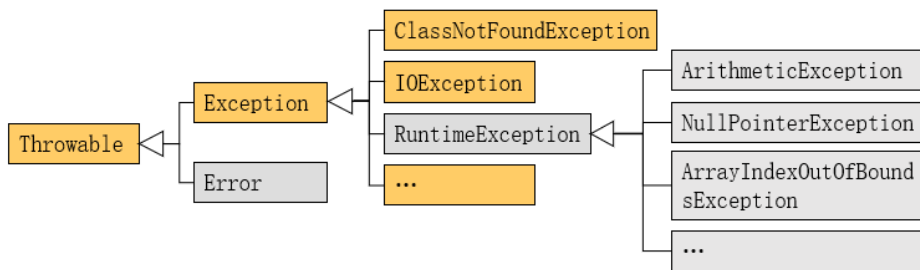 Throwable
Exception
Error
ClassNotFoundException
IOException
RuntimeException
…
ArithmeticException
NullPointerException
ArrayIndexOutOfBound
sException
…